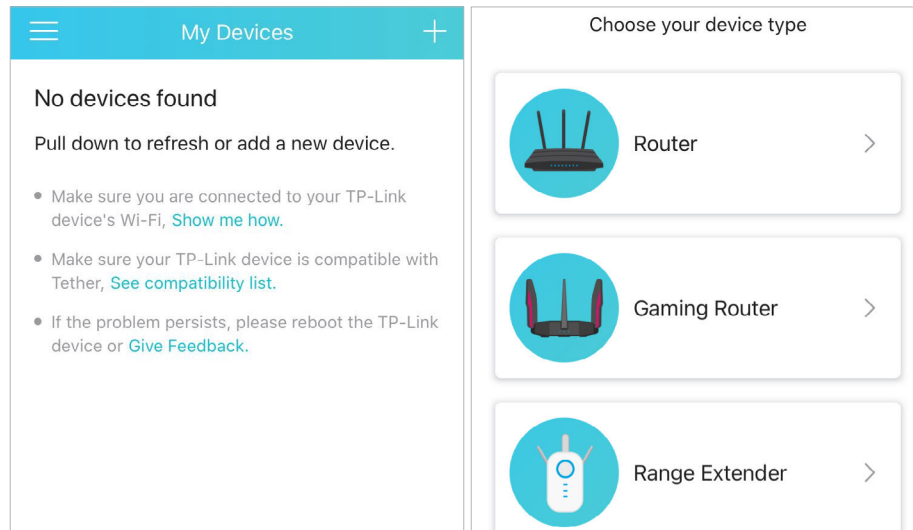 My Devices
No devices found
Pull down to refresh or add a new device.
Make sure you are connected to your TP-Link
device's Wi-Fi, Show me how.
Make sure your TP-Link device is compatible with
Tether, See compatibility list.
If the problem persists, please reboot the TP-Link
device or Give Feedback.
Choose your device type
Router
Gaming Router
Range Extender